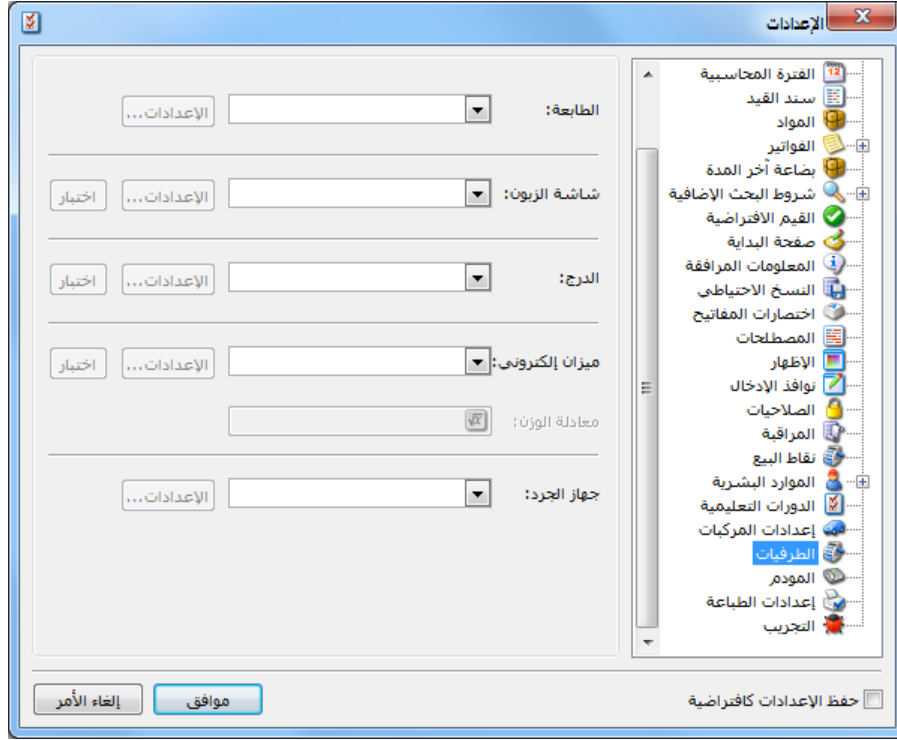 الإعدادات
الفترة المحاسبية
سند القيد
المواد
الفواتير
بضاعة آخر المدة
شروط البحث الإضافية
القيم الافتراضية
صفحة البداية
المعلومات المرافقة
النسخ الاحتياطي
اختصارات المفاتيح
المصطلحات
الإظهار
نوافذ الإدخال
الصلاحيات
المراقبة
نقاط البيع
الموارد البشرية
الدورات التعليمية
إعدادات المركبات
الطرفيات
المودم
إعدادات الطباعة
التجريب
الطابعة: الإعدادات...
شاشة الزبون: الإعدادات... اختبار
الدرج: الإعدادات... اختبار
ميزان إلكتروني: الإعدادات... اختبار
معادلة الوزن:
جهاز الجرد: الإعدادات...
حفظ الإعدادات كافتراضية موافق إلغاء الأمر